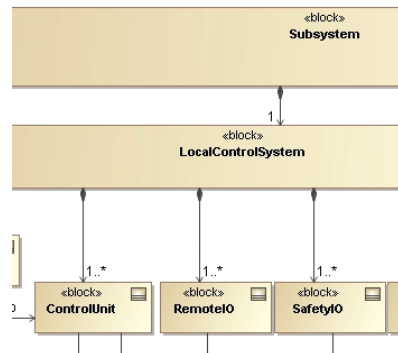 «block»
Subsystem
1
«block»
LocalControlSystem
1..*
1..*
1..*
«block»
ControlUnit
«block»
RemoteIO
«block»
SafetyIO